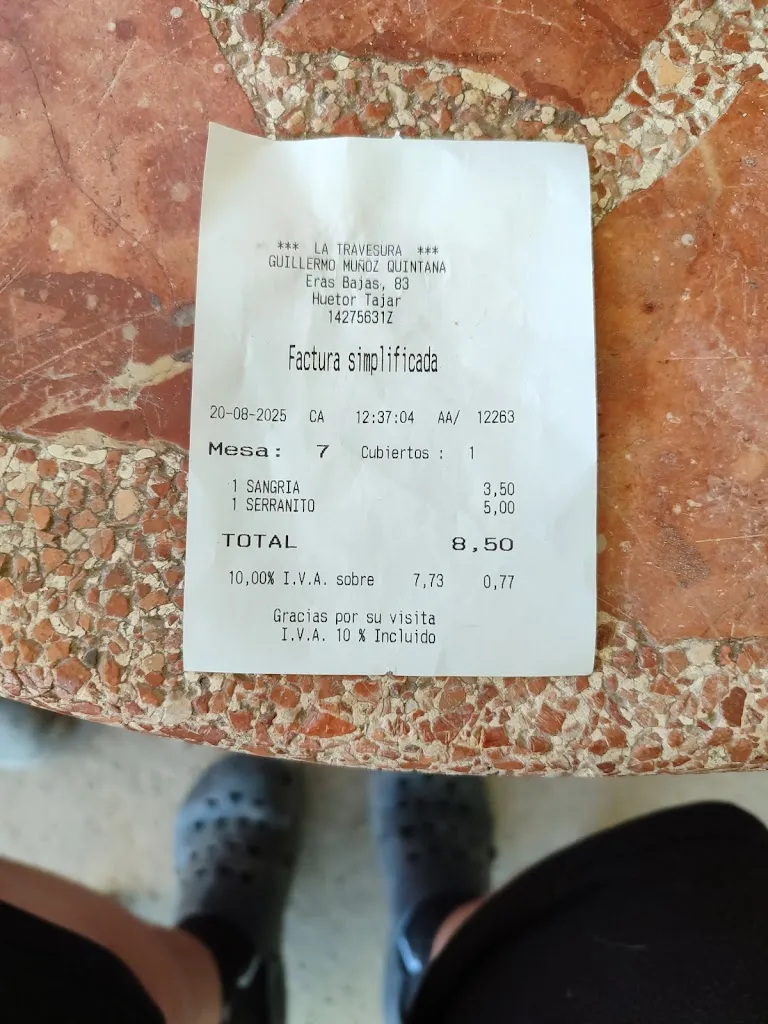 *** LA TRAVESURA ***
GUILLERMO MUÑOZ QUINTANA
Eras Bajas, 83
Huetor Tajar
14275631Z
Factura simplificada
20-08-2025 CA 12:37:04 AA/ 12263
Mesa: 7 Cubiertos : 1
1 SANGRIA 3,50
1 SERRANITO 5,00
TOTAL 8,50
10,00% I.V.A. sobre 7,73 0,77
Gracias por su visita
I.V.A. 10 % Incluido